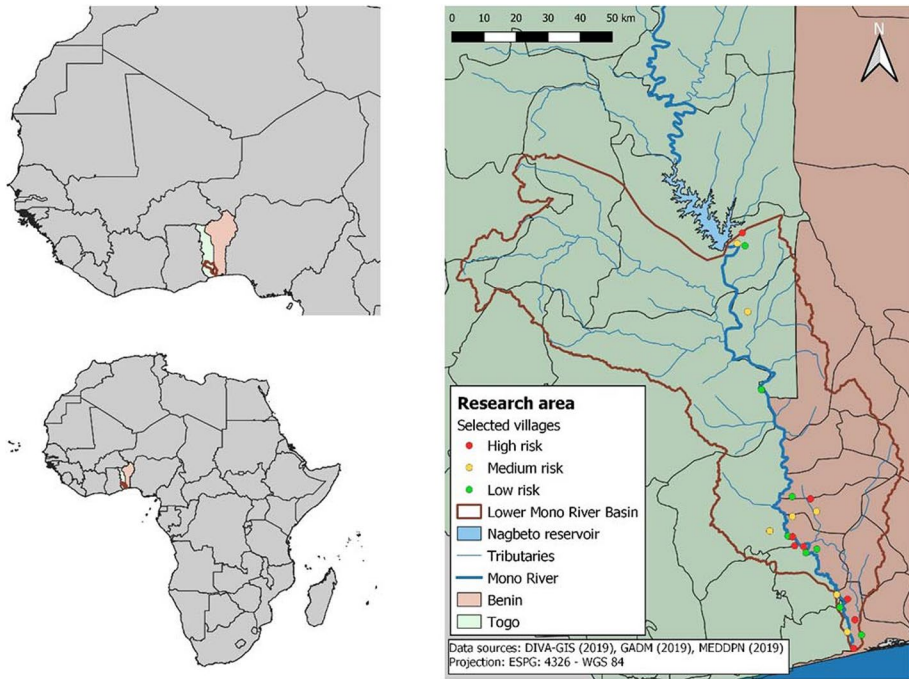 0 10 20 30 40 50 km
N
Research area
Selected villages
High risk
Medium risk
Low risk
Lower Mono River Basin
Nagbeto reservoir
Tributaries
Mono River
Benin
Togo
Data sources: DIVA-GIS (2019), GADM (2019), MEDDPN (2019)
Projection: ESPG: 4326 - WGS 84